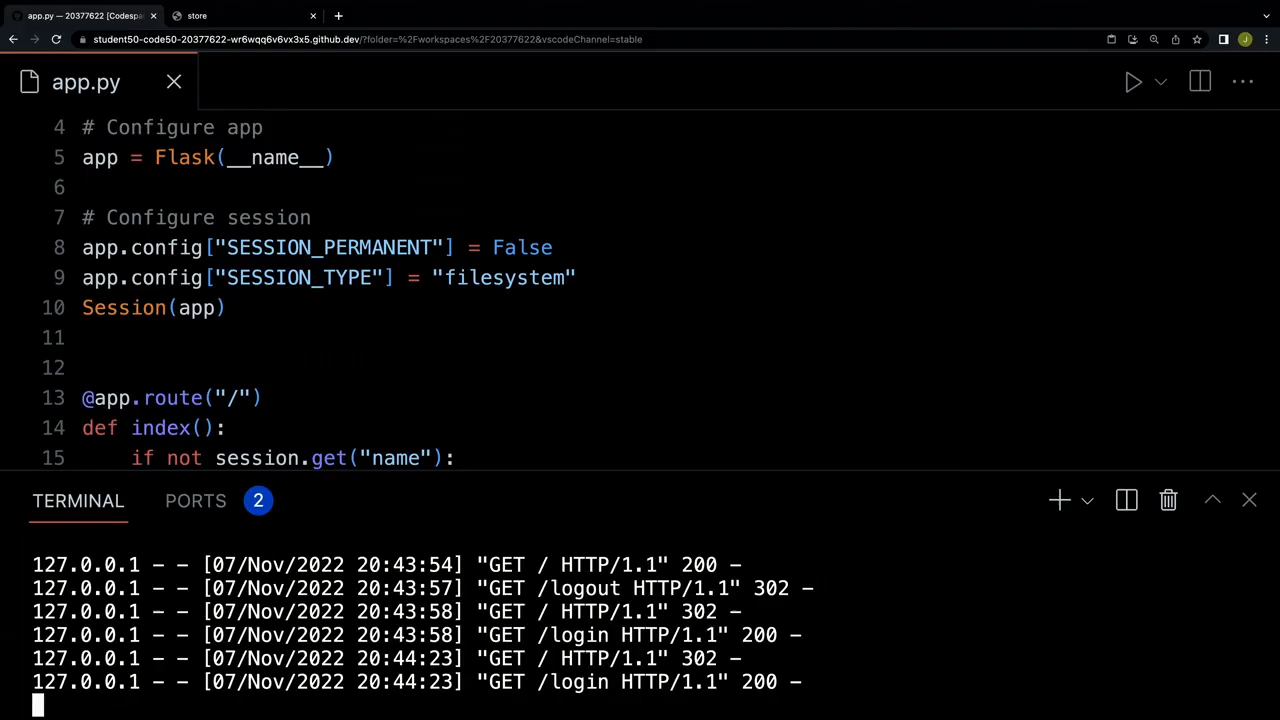 app.py — 20377622 [Codespa
store
student50-code50-20377622-wr6wqq6v6vx3x5.github.dev/?folder=%2Fworkspaces%2F20377622&vscodeChannel=stable
J
app.py
4 # Configure app
5 app = Flask(__name__)
6
7 # Configure session
8 app.config["SESSION_PERMANENT"] = False
9 app.config["SESSION_TYPE"] = "filesystem"
10 Session(app)
11
12
13 @app.route("/")
14 def index():
15 if not session.get("name"):
TERMINAL PORTS 2
127.0.0.1 - - [07/Nov/2022 20:43:54] "GET / HTTP/1.1" 200 -
127.0.0.1 - - [07/Nov/2022 20:43:57] "GET /logout HTTP/1.1" 302 -
127.0.0.1 - - [07/Nov/2022 20:43:58] "GET / HTTP/1.1" 302 -
127.0.0.1 - - [07/Nov/2022 20:43:58] "GET /login HTTP/1.1" 200 -
127.0.0.1 - - [07/Nov/2022 20:44:23] "GET / HTTP/1.1" 302 -
127.0.0.1 - - [07/Nov/2022 20:44:23] "GET /login HTTP/1.1" 200 -